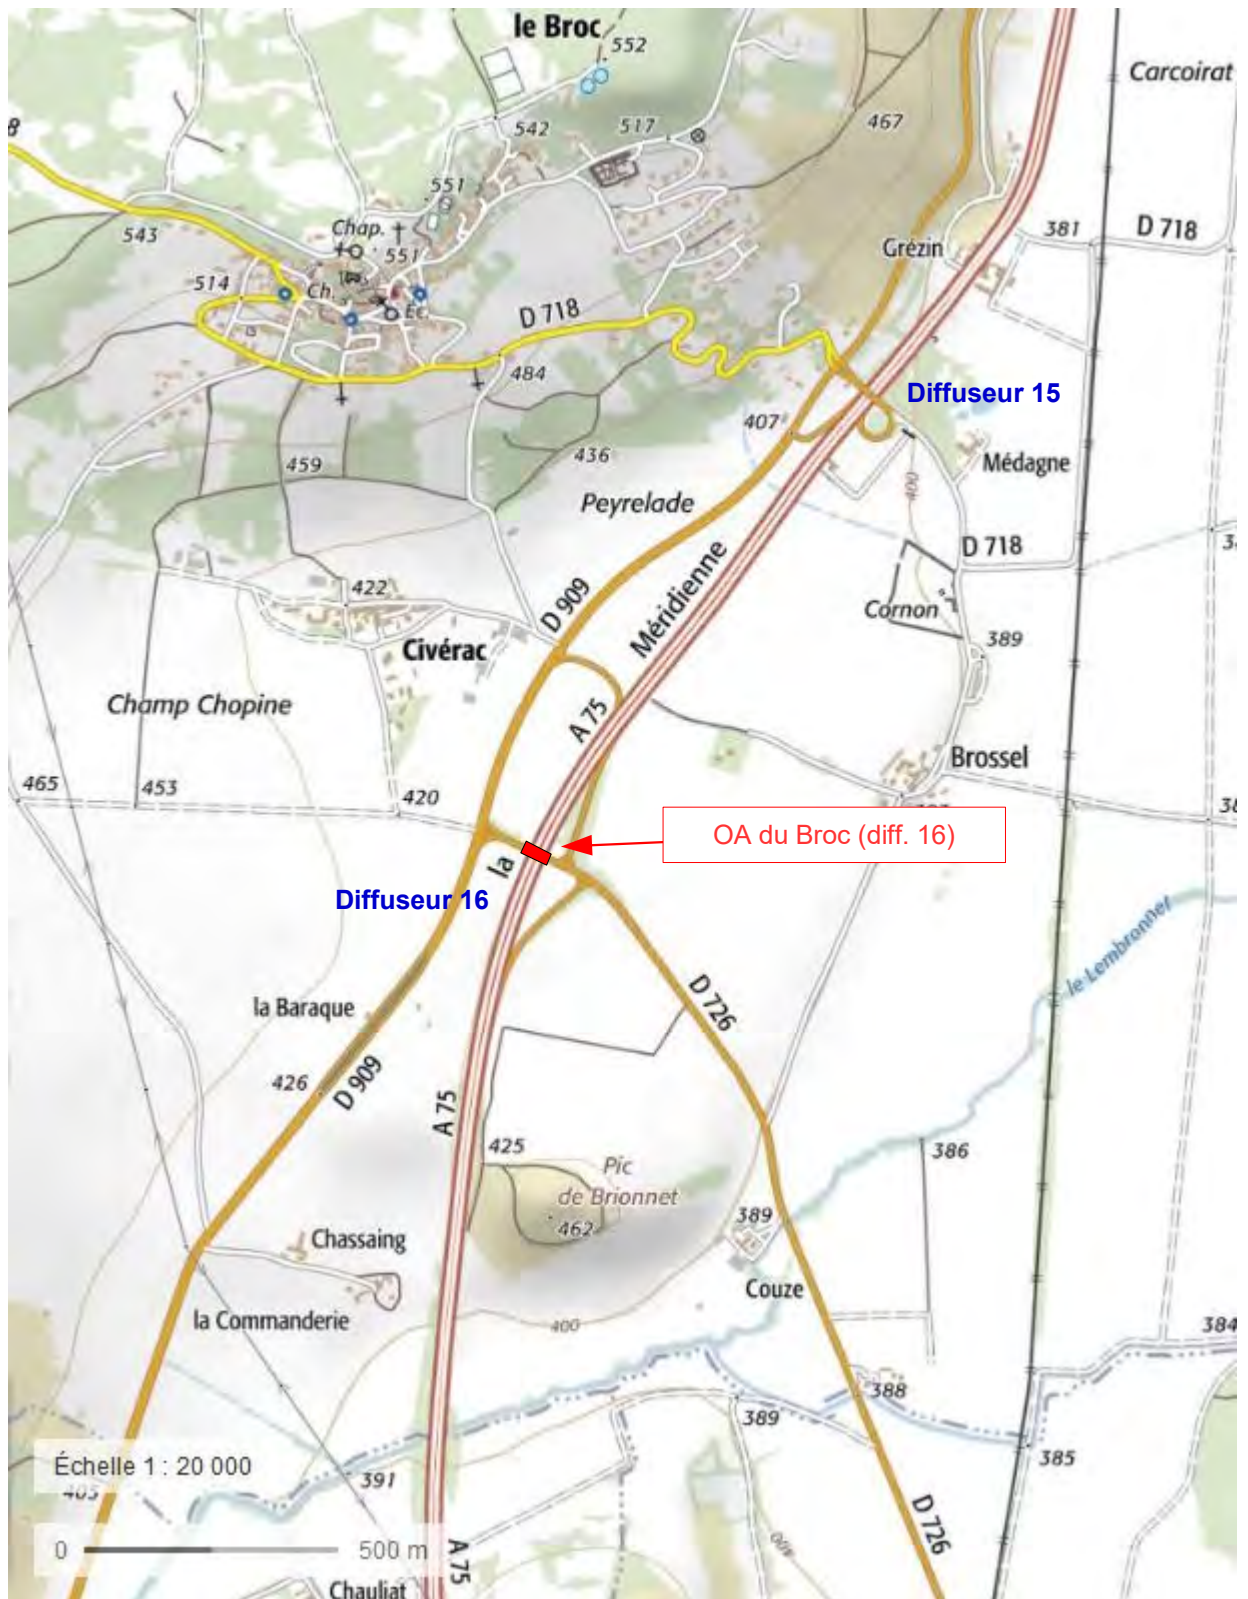 le Broc
552
Carcoirat
8
542
517
467
551
Chap.
551
543
381
D 718
Grézin
514
Ch.
Éc.
D 718
484
Diffuseur 15
407
436
459
Médagne
400
Peyrelade
D 718
422
D 909
Méridienne
Cornon
389
Civérac
Champ Chopine
A 75
Brossel
465
453
420
OA du Broc (diff. 16)
la
Diffuseur 16
le Lembronnet
la Baraque
D 726
426
D 909
A 75
425
386
Pic
de Brionnet
462
389
Chassaing
Couze
la Commanderie
400
384
388
389
385
Échelle 1 : 20 000
391
405
D 726
400
0
500 m
A 75
Chauliat